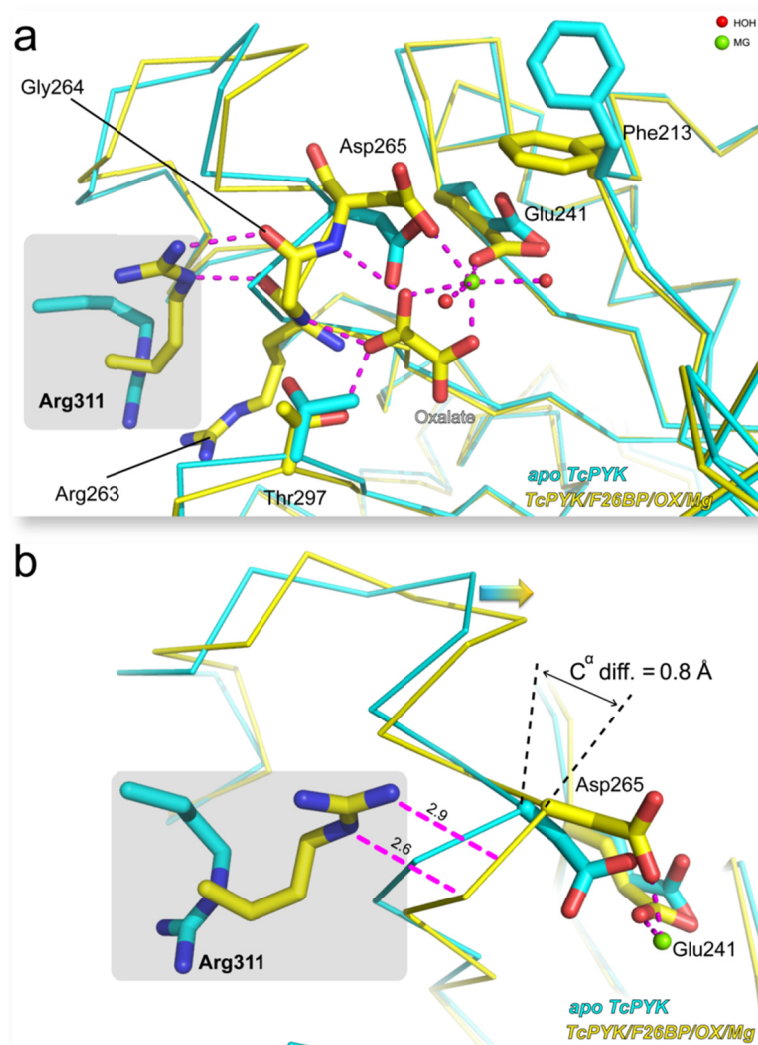 a
HOH
MG
Gly264
Asp265
Phe213
Glu241
Arg311
Oxalate
Arg263
Thr297
apo TcPYK
TcPYK/F26BP/OX/Mg
b
Cα diff. = 0.8 Å
Asp265
2.9
2.6
Glu241
Arg311
apo TcPYK
TcPYK/F26BP/OX/Mg